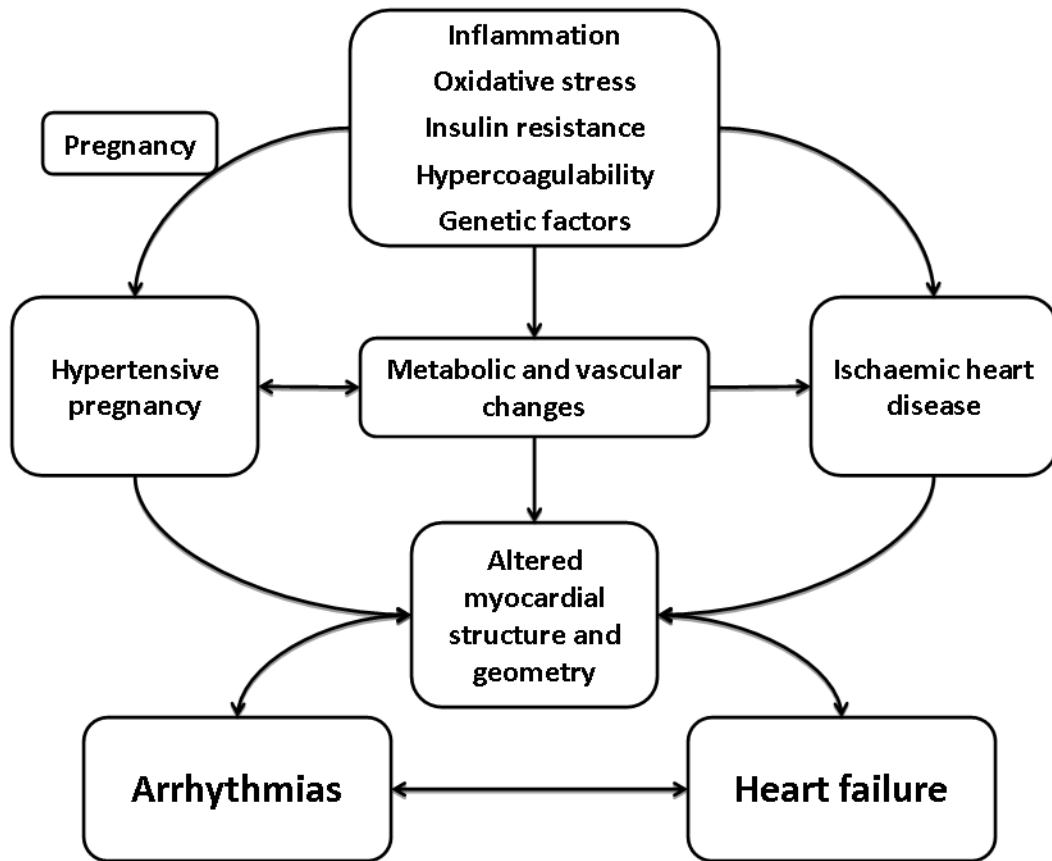 Inflammation
Oxidative stress
Insulin resistance
Hypercoagulability
Genetic factors
Pregnancy
Hypertensive
pregnancy
Metabolic and vascular
changes
Ischaemic heart
disease
Altered
myocardial
structure and
geometry
Arrhythmias
Heart failure